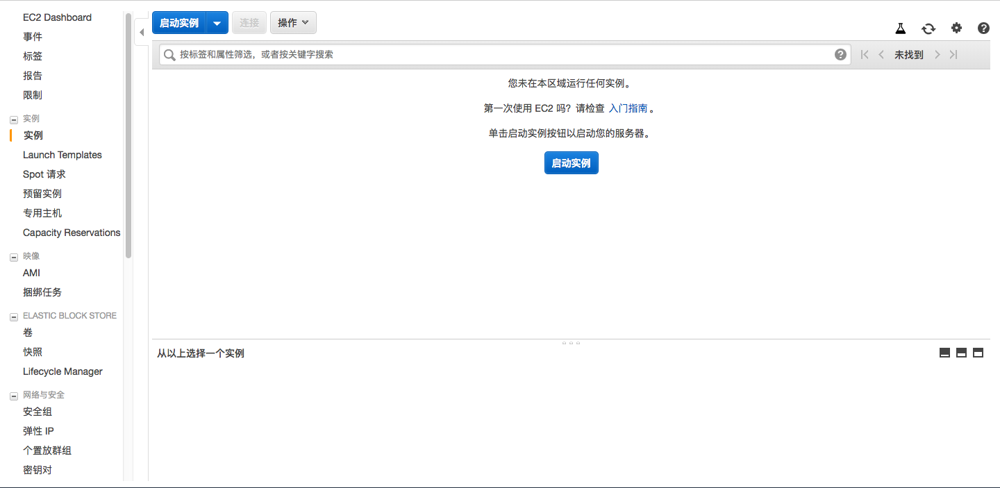 EC2 Dashboard
事件
标签
报告
限制
实例
实例
Launch Templates
Spot 请求
预留实例
专用主机
Capacity Reservations
映像
AMI
捆绑任务
ELASTIC BLOCK STORE
卷
快照
Lifecycle Manager
网络与安全
安全组
弹性 IP
个置放群组
密钥对
启动实例 连接 操作
按标签和属性筛选，或者按关键字搜索 未找到
您未在本区域运行任何实例。
第一次使用 EC2 吗？请检查 入门指南 。
单击启动实例按钮以启动您的服务器。
启动实例
从以上选择一个实例